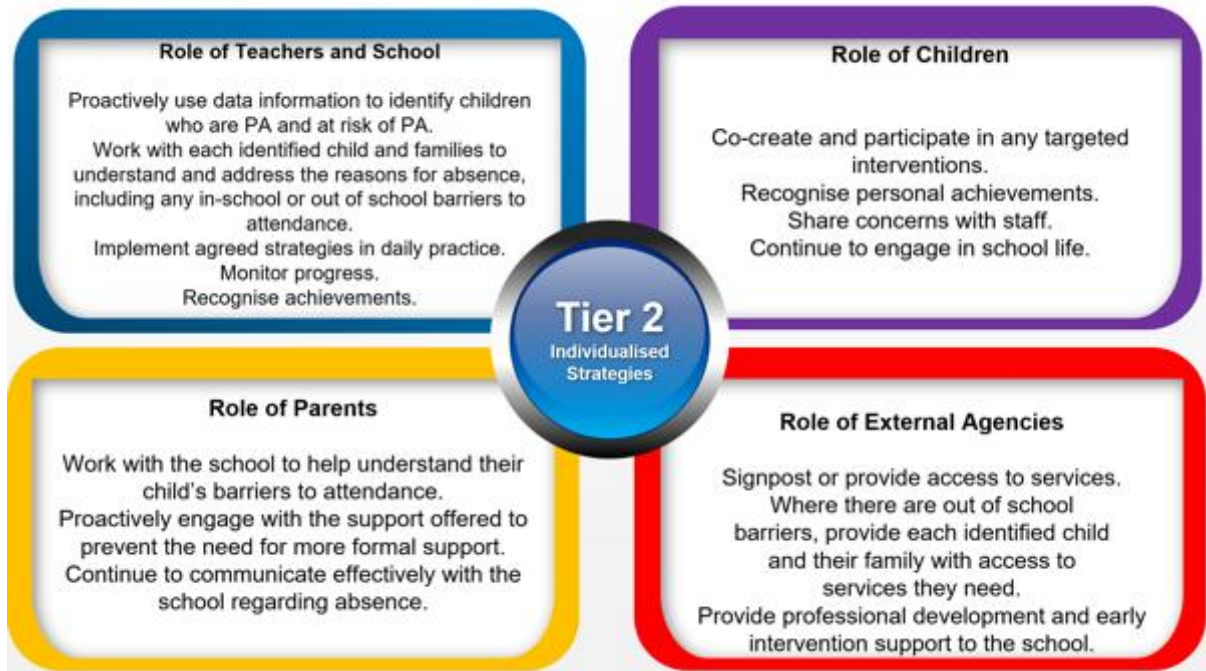 Role of Teachers and School
Proactively use data information to identify children
who are PA and at risk of PA.
Work with each identified child and families to
understand and address the reasons for absence,
including any in-school or out of school barriers to
attendance.
Implement agreed strategies in daily practice.
Monitor progress.
Recognise achievements.
Role of Children
Co-create and participate in any targeted
interventions.
Recognise personal achievements.
Share concerns with staff.
Continue to engage in school life.
Tier 2
Individualised
Strategies
Role of Parents
Work with the school to help understand their
child's barriers to attendance.
Proactively engage with the support offered to
prevent the need for more formal support.
Continue to communicate effectively with the
school regarding absence.
Role of External Agencies
Signpost or provide access to services.
Where there are out of school
barriers, provide each identified child
and their family with access to
services they need.
Provide professional development and early
intervention support to the school.